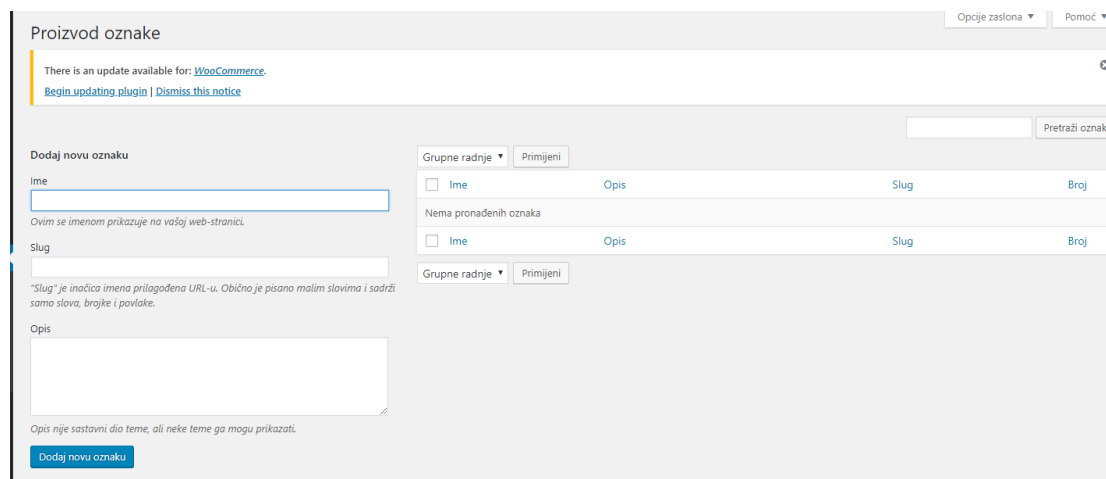 Opcije zaslona ▼ Pomoć ▼
Proizvod oznake
There is an update available for: WooCommerce.
Begin updating plugin | Dismiss this notice
Pretraži oznak
Dodaj novu oznaku
Ime
Ovim se imenom prikazuje na vašoj web-stranici.
Slug
"Slug" je inačica imena prilagođena URL-u. Obično je pisano malim slovima i sadrži
samo slova, brojke i povlake.
Opis
Opis nije sastavni dio teme, ali neke teme ga mogu prikazati.
Dodaj novu oznaku
Grupne radnje ▼ Primijeni
Ime Opis Slug Broj
Nema pronađenih oznaka
Ime Opis Slug Broj
Grupne radnje ▼ Primijeni